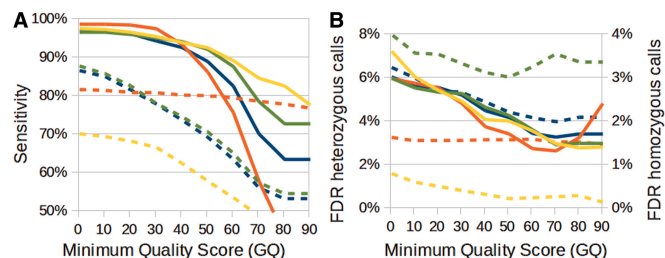 A
100%
90%
80%
70%
60%
50%
Sensitivity
0 10 20 30 40 50 60 70 80 90
Minimum Quality Score (GQ)
B
8%
6%
4%
2%
0%
FDR heterozygous calls
4%
3%
2%
1%
0%
FDR homozygous calls
0 10 20 30 40 50 60 70 80 90
Minimum Quality Score (GQ)